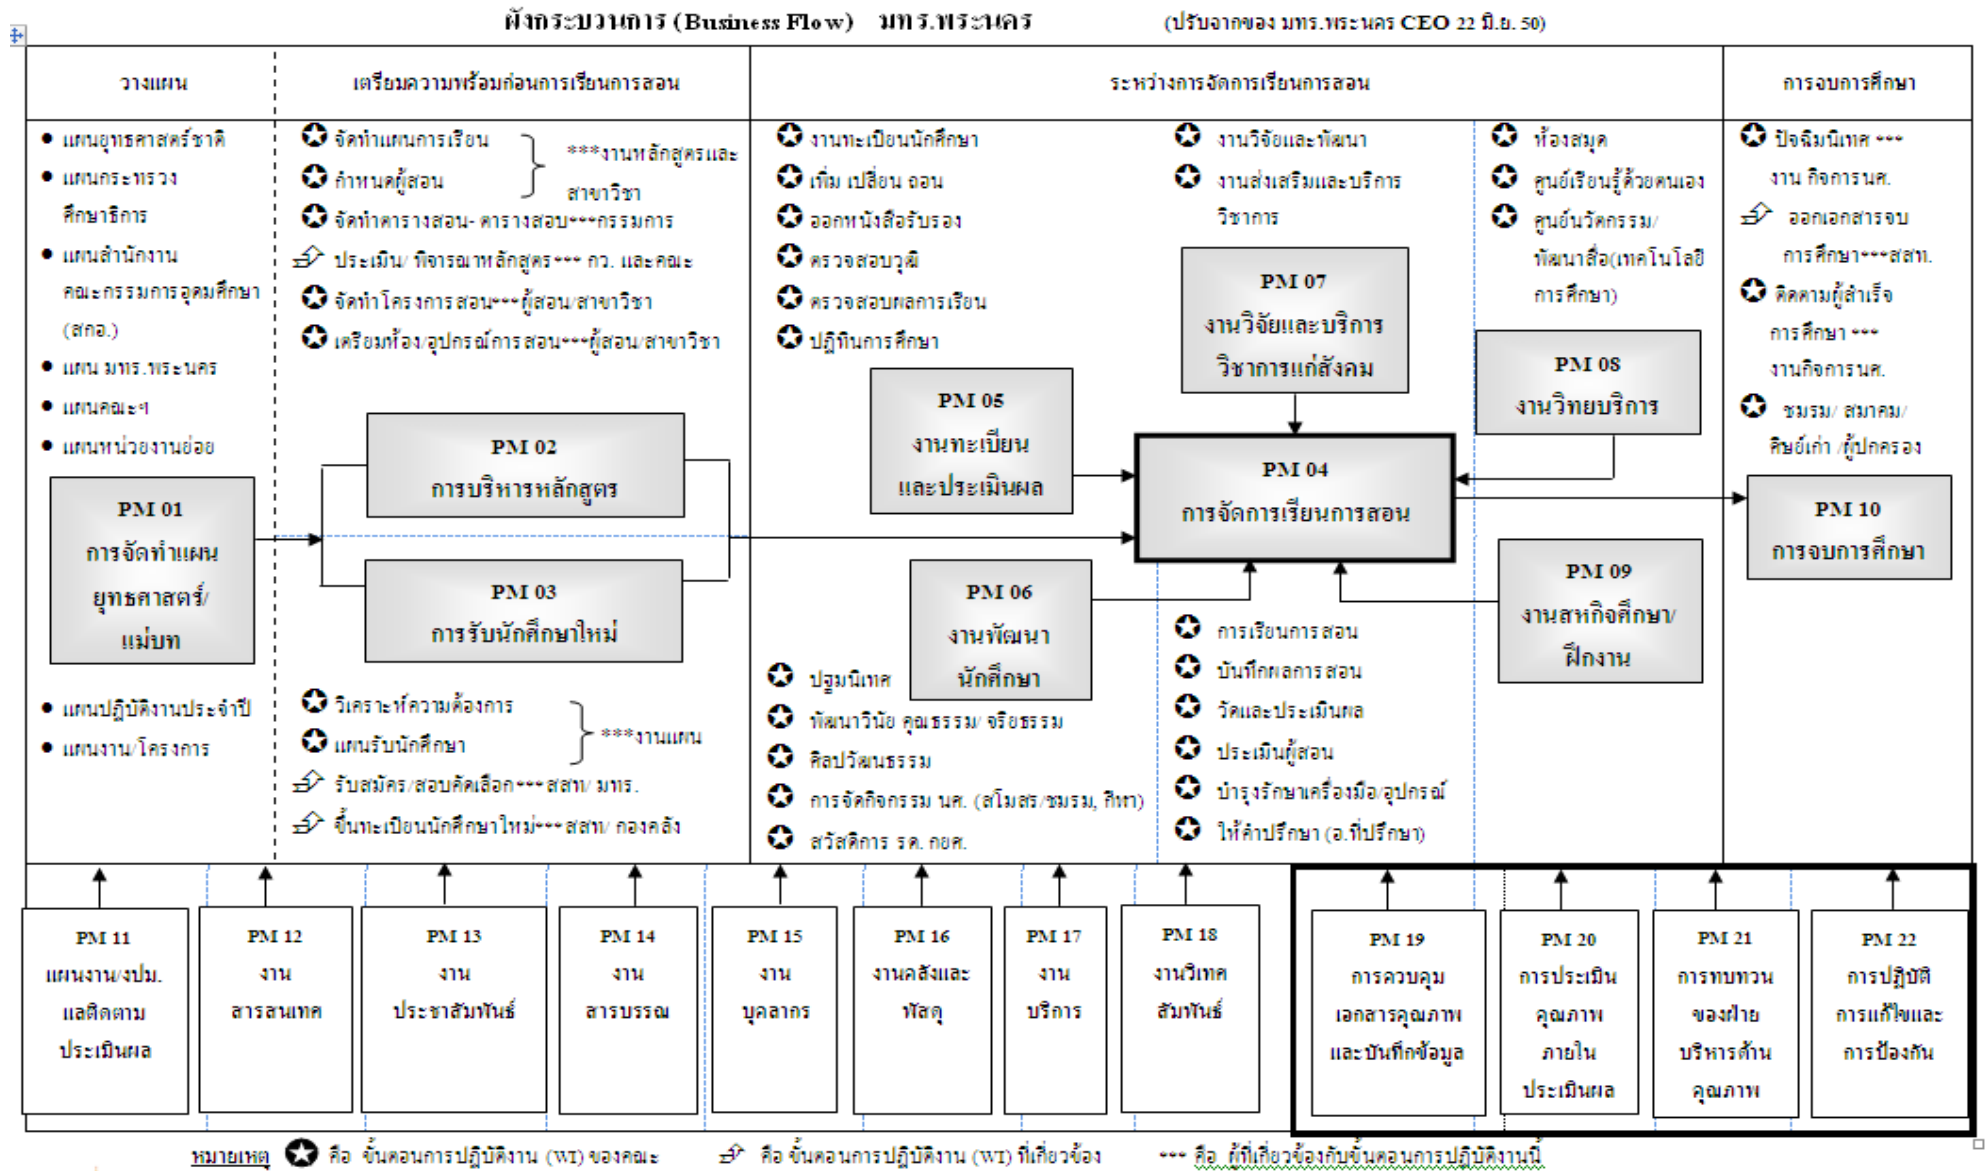 ผังกระบวนการ (Business Flow) มทร.พระนคร (ปรับจากของ มทร.พระนคร CEO 22 มิ.ย. 50)
วางแผน
เตรียมความพร้อมก่อนการเรียนการสอน
ระหว่างการจัดการเรียนการสอน
การจบการศึกษา
● แผนยุทธศาสตร์ชาติ
● แผนกระทรวง
ศึกษาธิการ
● แผนสำนักงาน
คณะกรรมการอุดมศึกษา
(สกอ.)
● แผน มทร.พระนคร
● แผนคณะฯ
● แผนหน่วยงานย่อย
PM 01
การจัดทำแผน
ยุทธศาสตร์/
แม่บท
● แผนปฏิบัติงานประจำปี
● แผนงาน/โครงการ
จัดทำแผนการเรียน
กำหนดผู้สอน
***งานหลักสูตรและ
สาขาวิชา
จัดทำตารางสอน- ตารางสอบ***กรรมการ
ประเมิน/ พิจารณาหลักสูตร*** กว. และคณะ
จัดทำโครงการสอน***ผู้สอน/สาขาวิชา
เตรียมห้อง/อุปกรณ์การสอน***ผู้สอน/สาขาวิชา
PM 02
การบริหารหลักสูตร
PM 03
การรับนักศึกษาใหม่
วิเคราะห์ความต้องการ
แผนรับนักศึกษา
***งานแผน
รับสมัคร/สอบคัดเลือก***สสท/ มทร.
ขึ้นทะเบียนนักศึกษาใหม่***สสท/ กองคลัง
งานทะเบียนนักศึกษา
เพิ่ม เปลี่ยน ถอน
ออกหนังสือรับรอง
ตรวจสอบวุฒิ
ตรวจสอบผลการเรียน
ปฏิทินการศึกษา
PM 05
งานทะเบียน
และประเมินผล
PM 06
งานพัฒนา
นักศึกษา
ปฐมนิเทศ
พัฒนาวินัย คุณธรรม/ จริยธรรม
ศิลปวัฒนธรรม
การจัดกิจกรรม นศ. (สโมสร/ชมรม, กีฬา)
สวัสดิการ รด. กยศ.
งานวิจัยและพัฒนา
งานส่งเสริมและบริการ
วิชาการ
PM 07
งานวิจัยและบริการ
วิชาการแก่สังคม
PM 04
การจัดการเรียนการสอน
การเรียนการสอน
บันทึกผลการสอน
วัดและประเมินผล
ประเมินผู้สอน
บำรุงรักษาเครื่องมือ/อุปกรณ์
ให้คำปรึกษา (อ.ที่ปรึกษา)
ห้องสมุด
ศูนย์เรียนรู้ด้วยตนเอง
ศูนย์นวัตกรรม/
พัฒนาสื่อ(เทคโนโลยี
การศึกษา)
PM 08
งานวิทยบริการ
PM 09
งานสหกิจศึกษา/
ฝึกงาน
ปัจฉิมนิเทศ ***
งาน กิจการนศ.
ออกเอกสารจบ
การศึกษา***สสท.
ติดตามผู้สำเร็จ
การศึกษา ***
งานกิจการนศ.
ชมรม/ สมาคม/
ศิษย์เก่า /ผู้ปกครอง
PM 10
การจบการศึกษา
PM 11
แผนงาน/งปม.
แลติดตาม
ประเมินผล
PM 12
งาน
สารสนเทศ
PM 13
งาน
ประชาสัมพันธ์
PM 14
งาน
สารบรรณ
PM 15
งาน
บุคลากร
PM 16
งานคลังและ
พัสดุ
PM 17
งาน
บริการ
PM 18
งานวิเทศ
สัมพันธ์
PM 19
การควบคุม
เอกสารคุณภาพ
และบันทึกข้อมูล
PM 20
การประเมิน
คุณภาพ
ภายใน
ประเมินผล
PM 21
การทบทวน
ของฝ่าย
บริหารด้าน
คุณภาพ
PM 22
การปฏิบัติ
การแก้ไขและ
การป้องกัน
หมายเหตุ คือ ขั้นตอนการปฏิบัติงาน (WI) ของคณะ คือ ขั้นตอนการปฏิบัติงาน (WI) ที่เกี่ยวข้อง *** คือ ผู้ที่เกี่ยวข้องกับขั้นตอนการปฏิบัติงานนี้